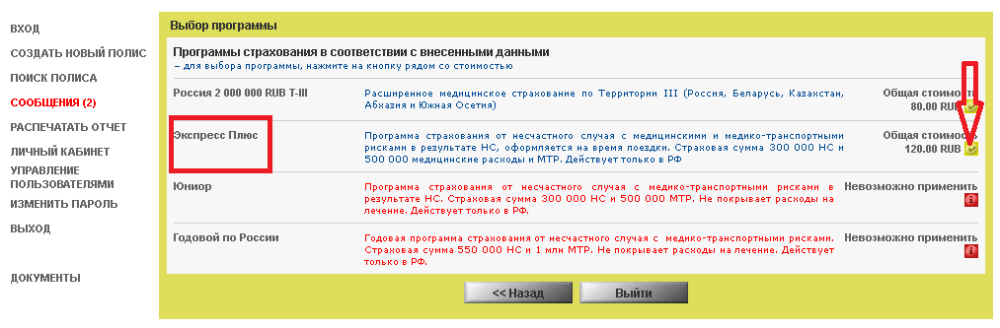 ВХОД
СОЗДАТЬ НОВЫЙ ПОЛИС
ПОИСК ПОЛИСА
СООБЩЕНИЯ (2)
РАСПЕЧАТАТЬ ОТЧЕТ
ЛИЧНЫЙ КАБИНЕТ
УПРАВЛЕНИЕ
ПОЛЬЗОВАТЕЛЯМИ
ИЗМЕНИТЬ ПАРОЛЬ
ВЫХОД
ДОКУМЕНТЫ
Выбор программы
Программы страхования в соответствии с внесенными данными
– для выбора программы, нажмите на кнопку рядом со стоимостью
Россия 2 000 000 RUB T-III
Расширенное медицинское страхование по Территории III (Россия, Беларусь, Казахстан,
Абхазия и Южная Осетия)
Общая стоимость
80.00 RUB
Экспресс Плюс
Программа страхования от несчастного случая с медицинскими и медико-транспортными
рисками в результате НС, оформляется на время поездки. Страховая сумма 300 000 НС и
500 000 медицинские расходы и МТР. Действует только в РФ
Общая стоимость
120.00 RUB
Юниор
Программа страхования от несчастного случая с медико-транспортными рисками в
результате НС. Страховая сумма 300 000 НС и 500 000 МТР. Не покрывает расходы на
лечение. Действует только в РФ.
Невозможно применить
Годовой по России
Годовая программа страхования от несчастного случая с медико-транспортными рисками.
Страховая сумма 550 000 НС и 1 млн МТР. Не покрывает расходы на лечение. Действует
только в РФ.
Невозможно применить
<< Назад
Выйти